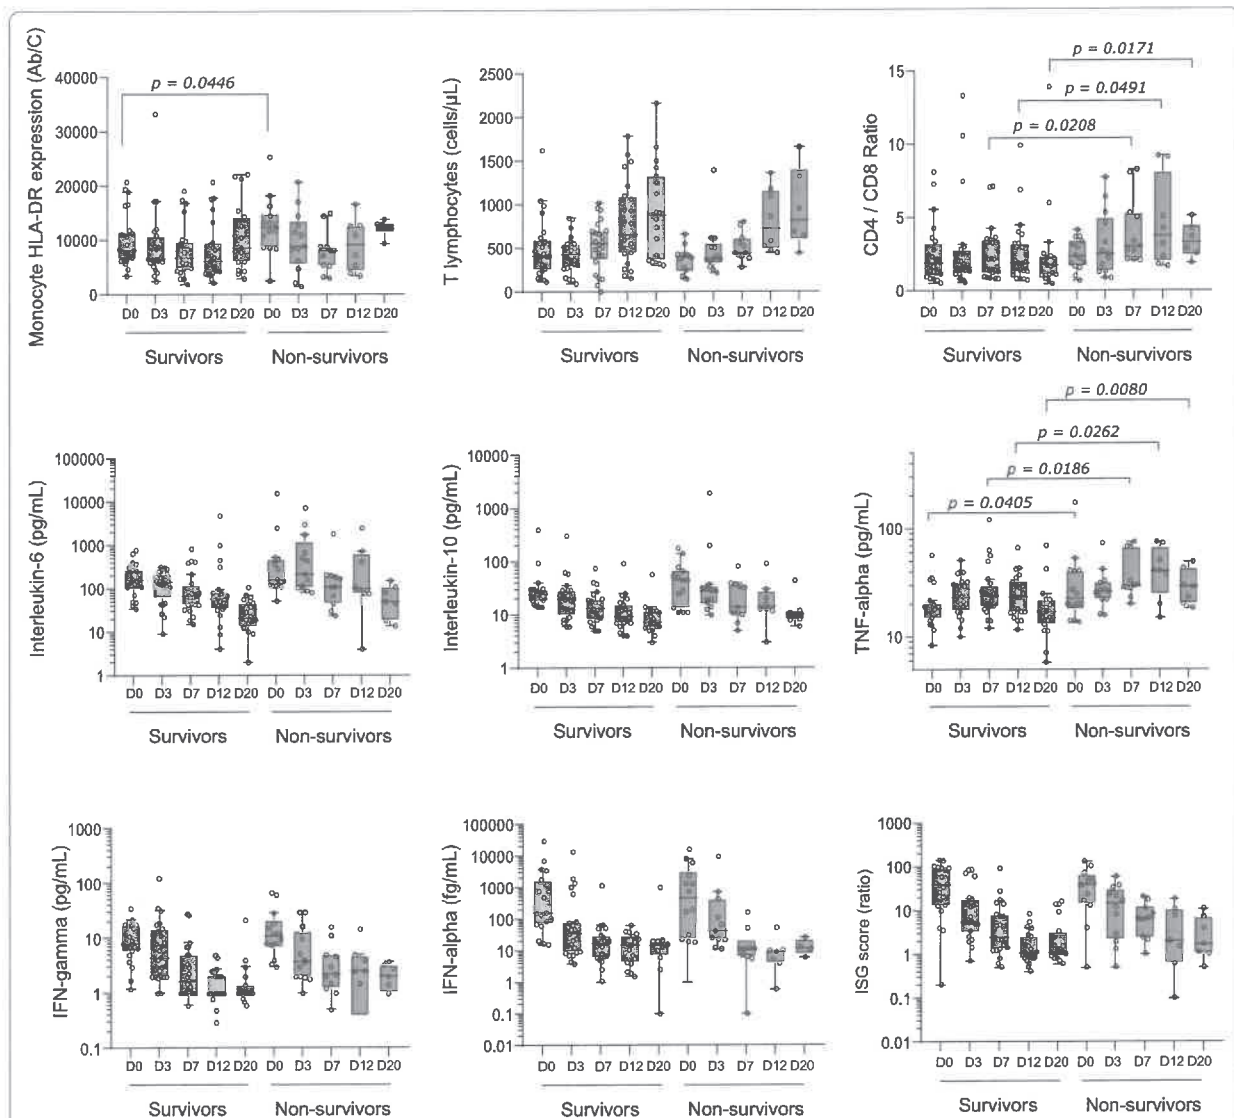 Monocyte HLA-DR expression (Ab/C)
40000
30000
20000
10000
0
p = 0.0446
D0 D3 D7 D12 D20 D0 D3 D7 D12 D20
Survivors Non-survivors
T lymphocytes (cells/µL)
2500
2000
1500
1000
500
0
D0 D3 D7 D12 D20 D0 D3 D7 D12 D20
Survivors Non-survivors
CD4 / CD8 Ratio
15
10
5
0
p = 0.0171
p = 0.0491
p = 0.0208
D0 D3 D7 D12 D20 D0 D3 D7 D12 D20
Survivors Non-survivors
Interleukin-6 (pg/mL)
100000
10000
1000
100
10
1
D0 D3 D7 D12 D20 D0 D3 D7 D12 D20
Survivors Non-survivors
Interleukin-10 (pg/mL)
10000
1000
100
10
1
D0 D3 D7 D12 D20 D0 D3 D7 D12 D20
Survivors Non-survivors
TNF-alpha (pg/mL)
100
10
p = 0.0080
p = 0.0262
p = 0.0186
p = 0.0405
D0 D3 D7 D12 D20 D0 D3 D7 D12 D20
Survivors Non-survivors
IFN-gamma (pg/mL)
1000
100
10
1
0.1
D0 D3 D7 D12 D20 D0 D3 D7 D12 D20
Survivors Non-survivors
IFN-alpha (fg/mL)
100000
10000
1000
100
10
1
0.1
0.01
D0 D3 D7 D12 D20 D0 D3 D7 D12 D20
Survivors Non-survivors
ISG score (ratio)
1000
100
10
1
0.1
0.01
D0 D3 D7 D12 D20 D0 D3 D7 D12 D20
Survivors Non-survivors